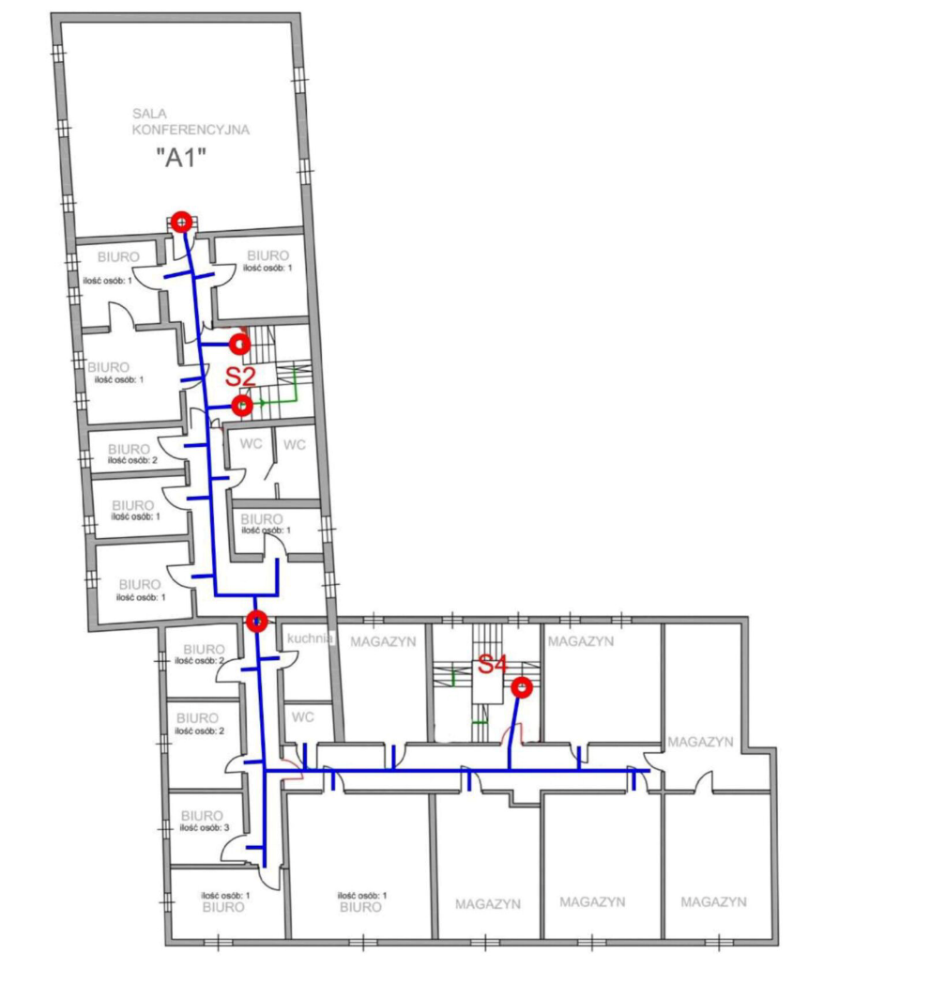 SALA
KONFERENCYJNA
"A1"
BIURO
ilość osób: 1
BIURO
ilość osób: 1
BIURO
ilość osób: 1
S2
BIURO
ilość osób: 2
WC
WC
BIURO
ilość osób: 1
BIURO
ilość osób: 1
BIURO
ilość osób: 1
BIURO
ilość osób: 2
kuchnia
MAGAZYN
S4
MAGAZYN
BIURO
ilość osób: 2
WC
MAGAZYN
BIURO
ilość osób: 3
ilość osób: 1
BIURO
ilość osób: 1
BIURO
MAGAZYN
MAGAZYN
MAGAZYN